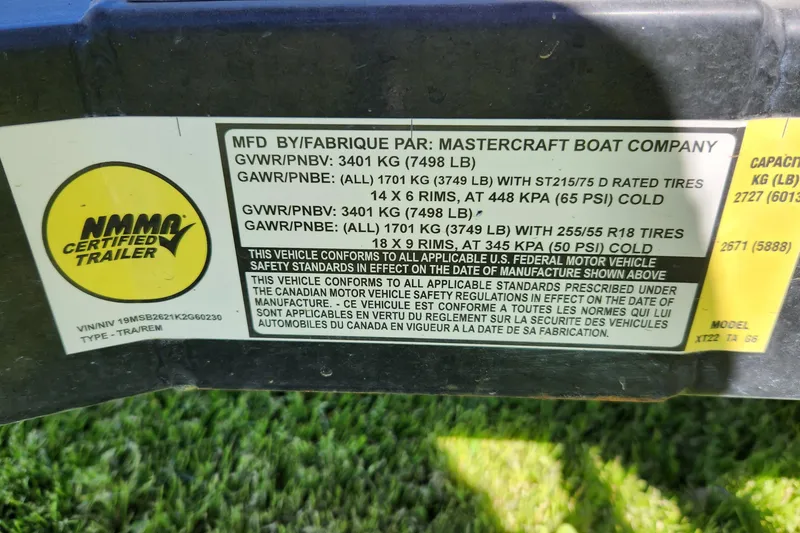 NMMA
CERTIFIED
TRAILER
VIN/NIV 19MSB2621K2G60230
TYPE - TRA/REM
MFD BY/FABRIQUE PAR: MASTERCRAFT BOAT COMPANY
GVWR/PNBV: 3401 KG (7498 LB)
GAWR/PNBE: (ALL) 1701 KG (3749 LB) WITH ST215/75 D RATED TIRES
14 X 6 RIMS, AT 448 KPA (65 PSI) COLD
GVWR/PNBV: 3401 KG (7498 LB)
GAWR/PNBE: (ALL) 1701 KG (3749 LB) WITH 255/55 R18 TIRES
18 X 9 RIMS, AT 345 KPA (50 PSI) COLD
THIS VEHICLE CONFORMS TO ALL APPLICABLE U.S. FEDERAL MOTOR VEHICLE
SAFETY STANDARDS IN EFFECT ON THE DATE OF MANUFACTURE SHOWN ABOVE
THIS VEHICLE CONFORMS TO ALL APPLICABLE STANDARDS PRESCRIBED UNDER
THE CANADIAN MOTOR VEHICLE SAFETY REGULATIONS IN EFFECT ON THE DATE OF
MANUFACTURE. - CE VEHICULE EST CONFORME A TOUTES LES NORMES QUI LUI
SONT APPLICABLES EN VERTU DU REGLEMENT SUR LA SECURITE DES VEHICULES
AUTOMOBILES DU CANADA EN VIGUEUR A LA DATE DE SA FABRICATION.
CAPACIT
KG (LB)
2727 (6013
2671 (5888)
MODEL
XT22 TA G6